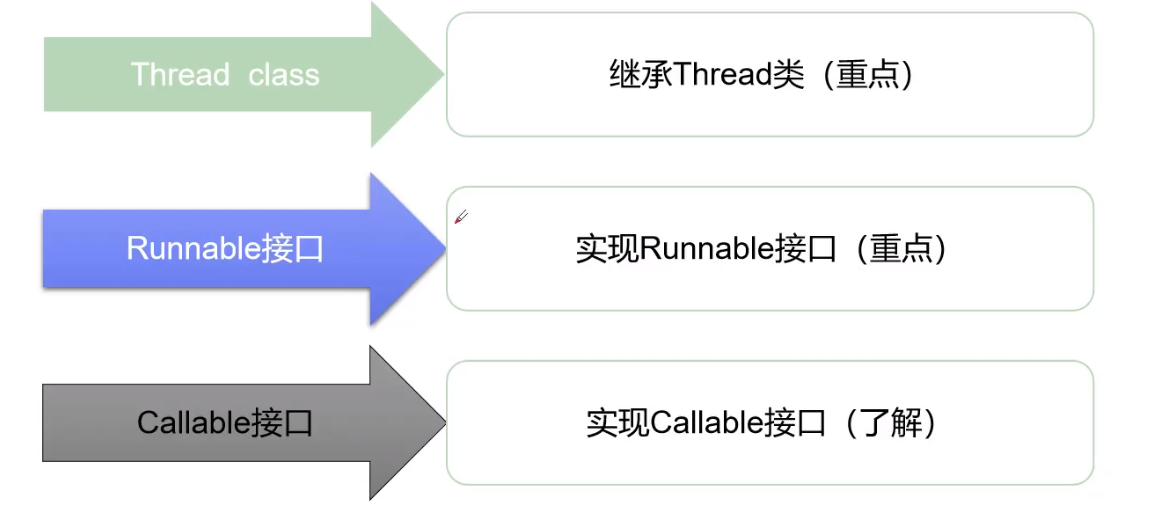 Thread class
继承Thread类（重点）
Runnable接口
实现Runnable接口（重点）
Callable接口
实现Callable接口（了解）